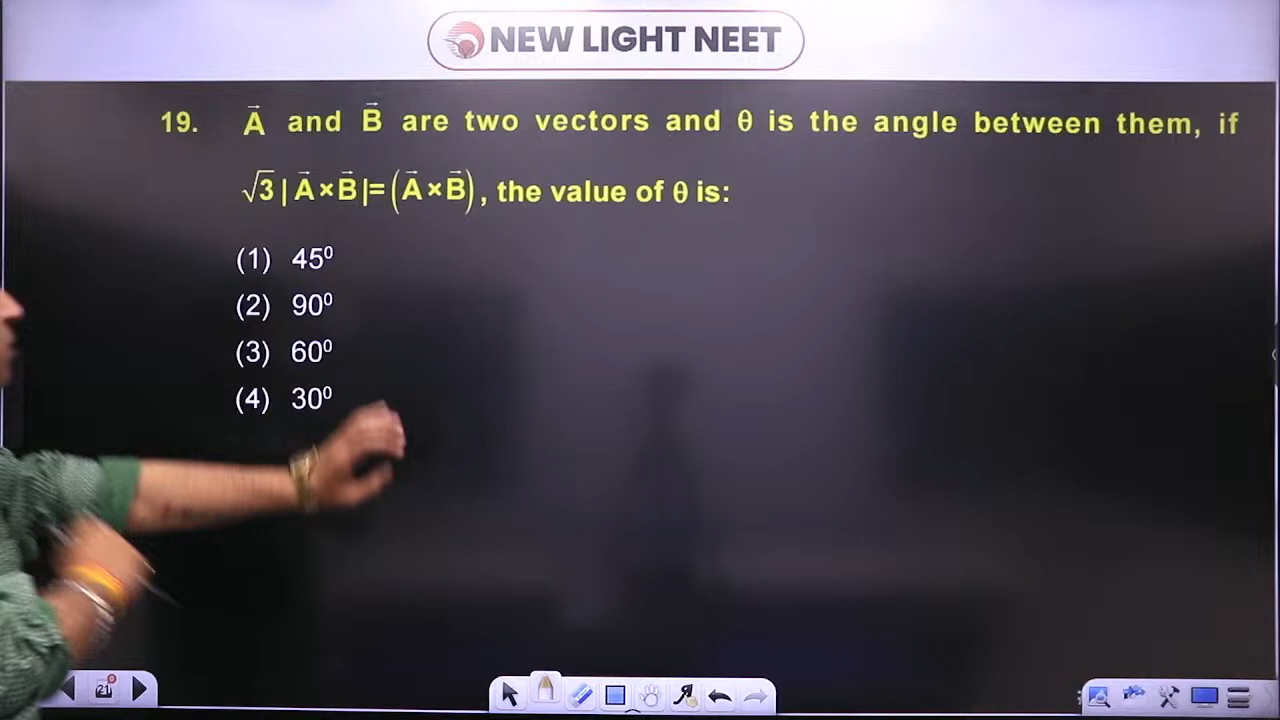 NEW LIGHT NEET
19. A⃗ and B⃗ are two vectors and θ is the angle between them, if
√3 | A⃗ × B⃗ |= (A⃗ × B⃗), the value of θ is:
(1) 45⁰
(2) 90⁰
(3) 60⁰
(4) 30⁰
21